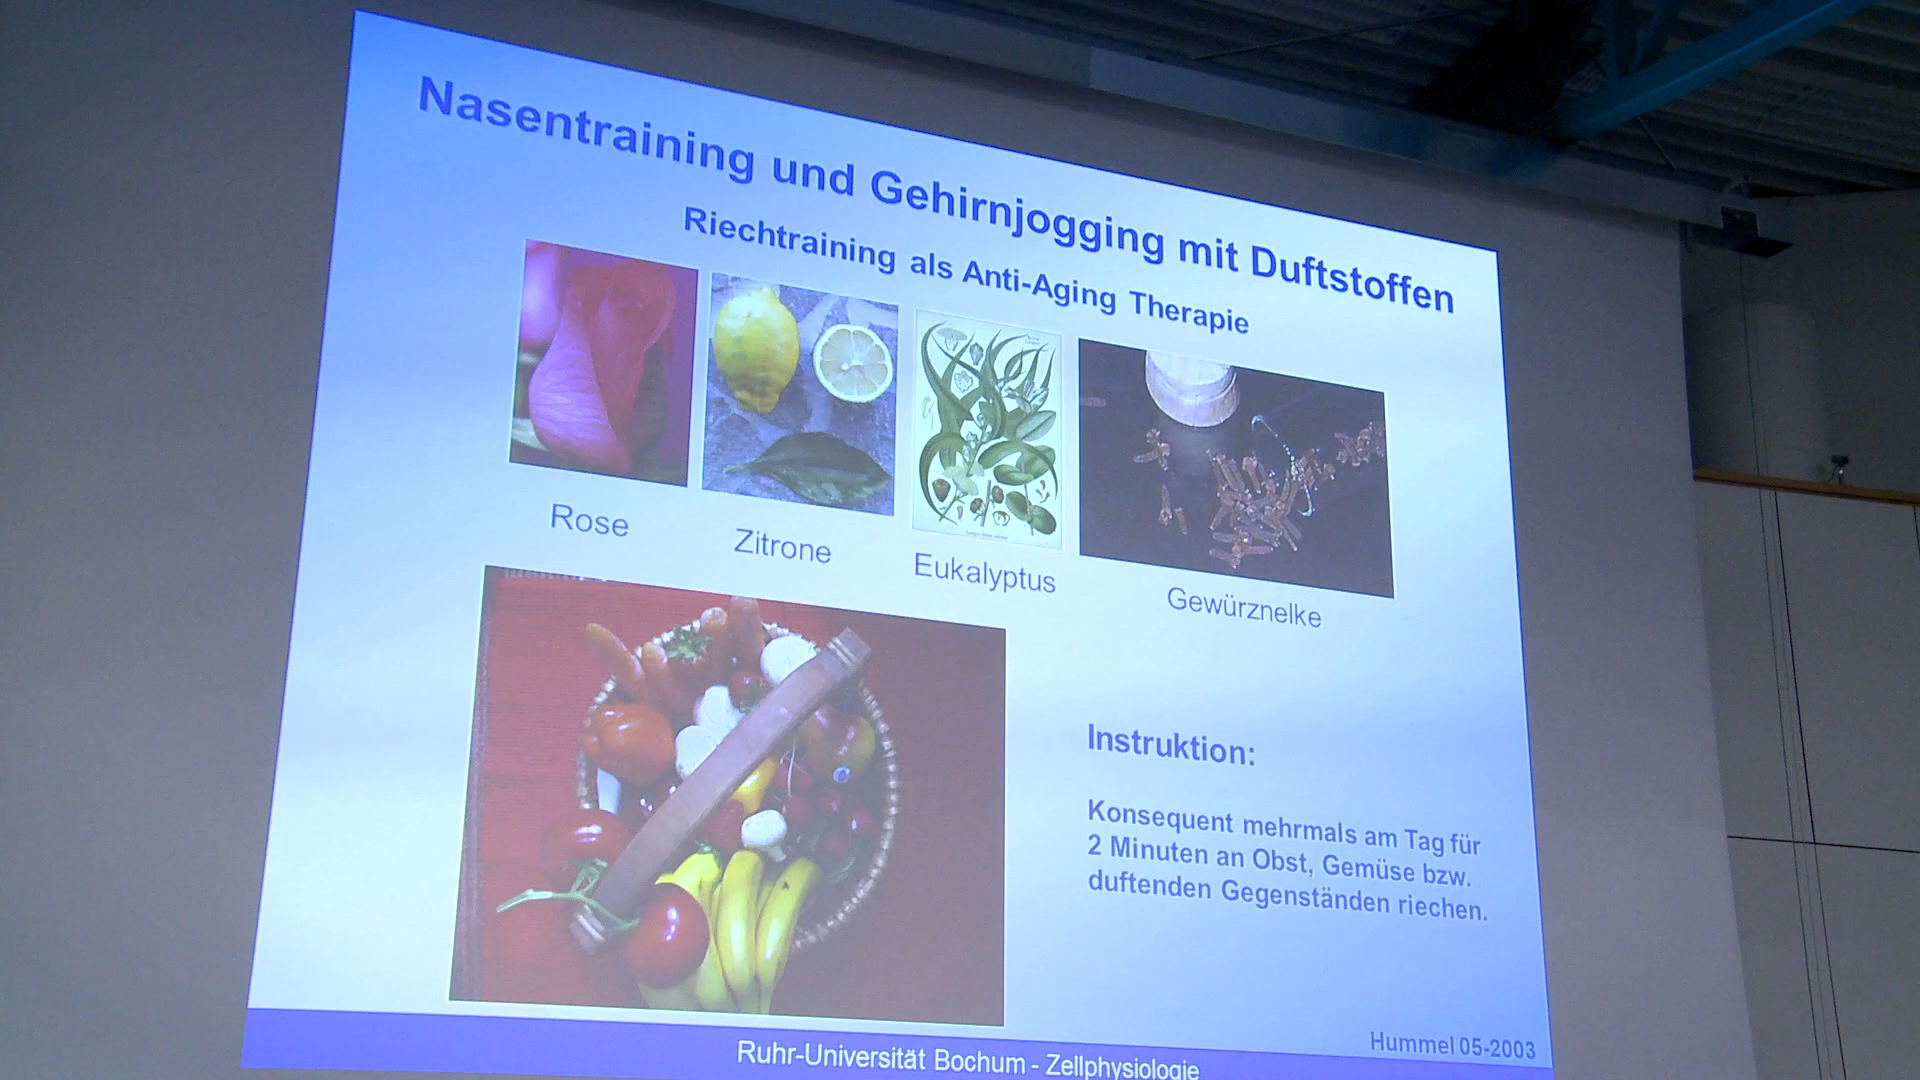 Nasentraining und Gehirnjogging mit Duftstoffen
Riechtraining als Anti-Aging Therapie
Rose
Zitrone
Eukalyptus
Gewürznelke
Instruktion:
Konsequent mehrmals am Tag für
2 Minuten an Obst, Gemüse bzw.
duftenden Gegenständen riechen.
Hummel 05-2003
Ruhr-Universität Bochum - Zellphysiologie